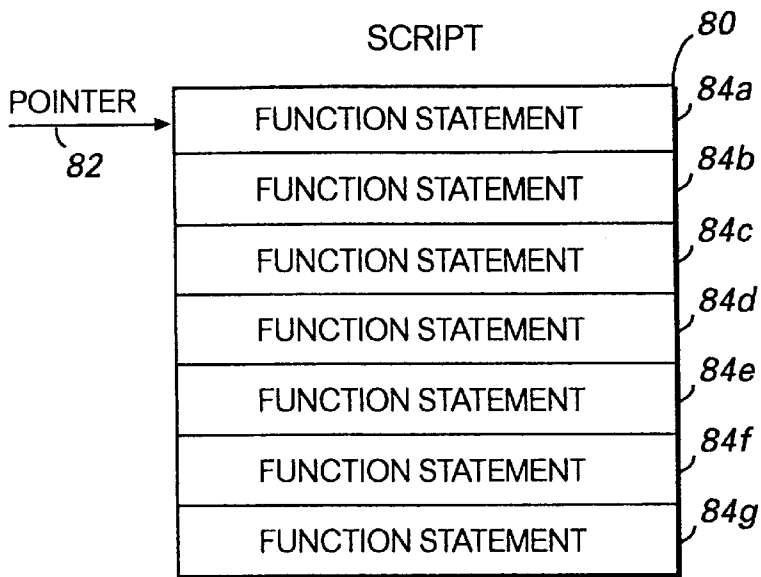 SCRIPT
80
POINTER
82
FUNCTION STATEMENT 84a
FUNCTION STATEMENT 84b
FUNCTION STATEMENT 84c
FUNCTION STATEMENT 84d
FUNCTION STATEMENT 84e
FUNCTION STATEMENT 84f
FUNCTION STATEMENT 84g